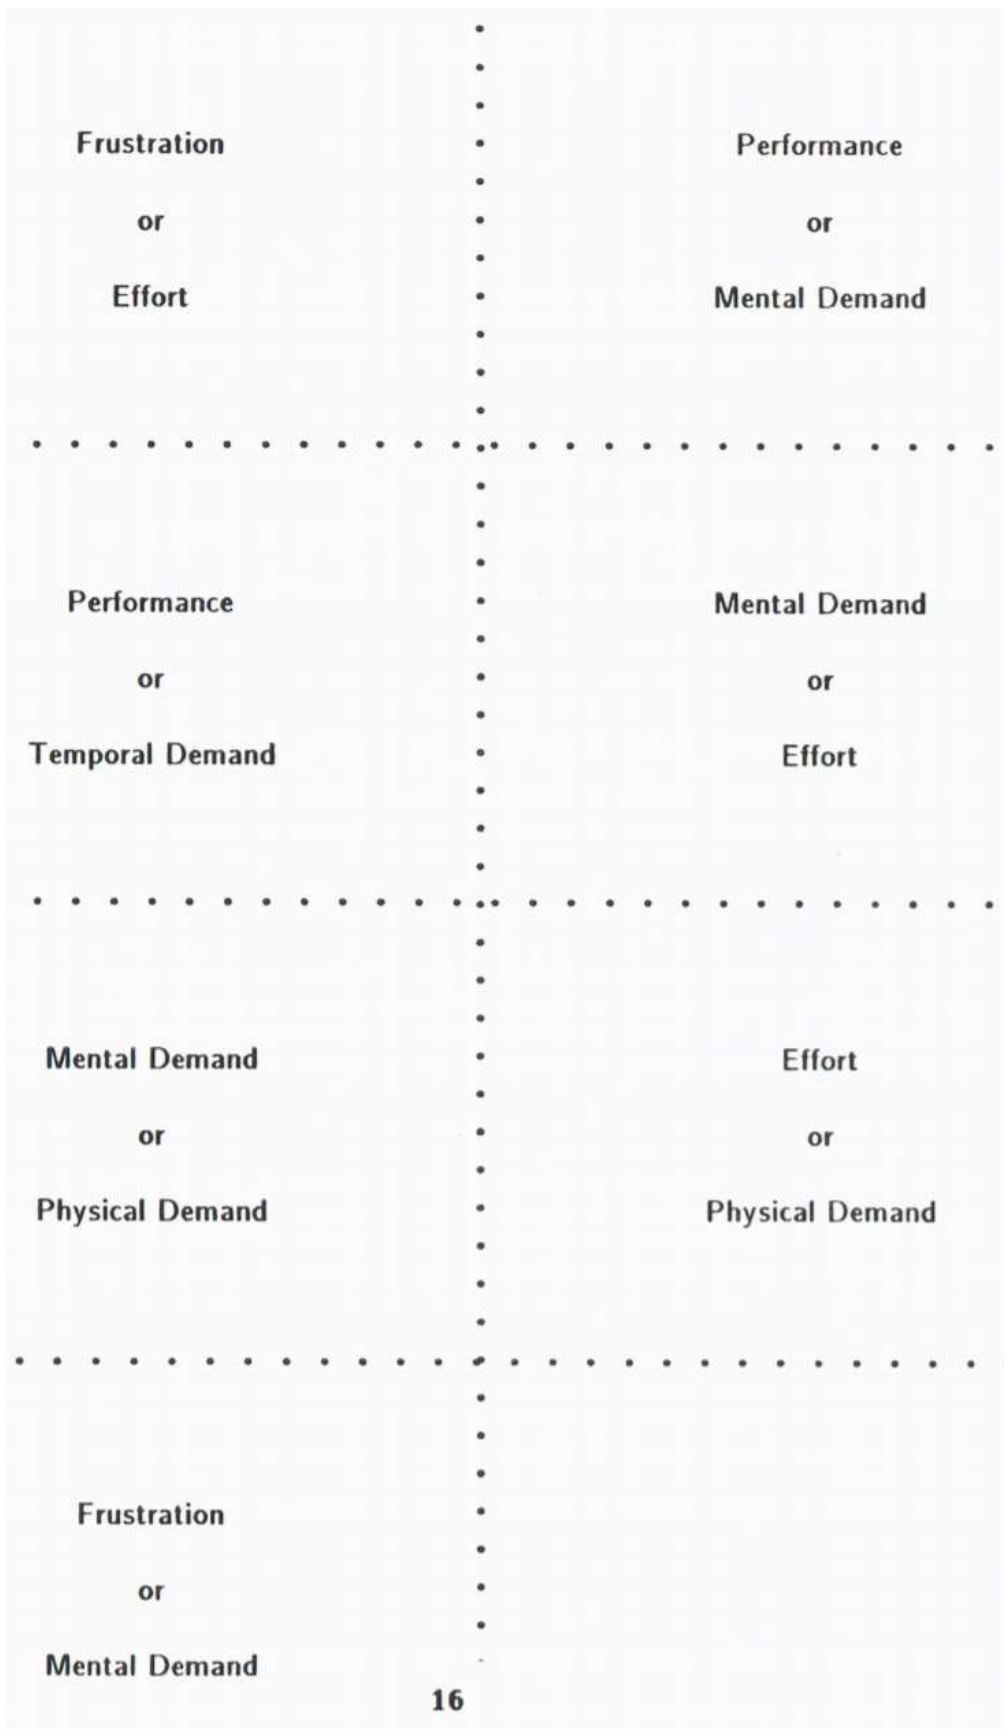 Frustration
or
Effort
Performance
or
Mental Demand
Performance
or
Temporal Demand
Mental Demand
or
Effort
Mental Demand
or
Physical Demand
Effort
or
Physical Demand
Frustration
or
Mental Demand
16